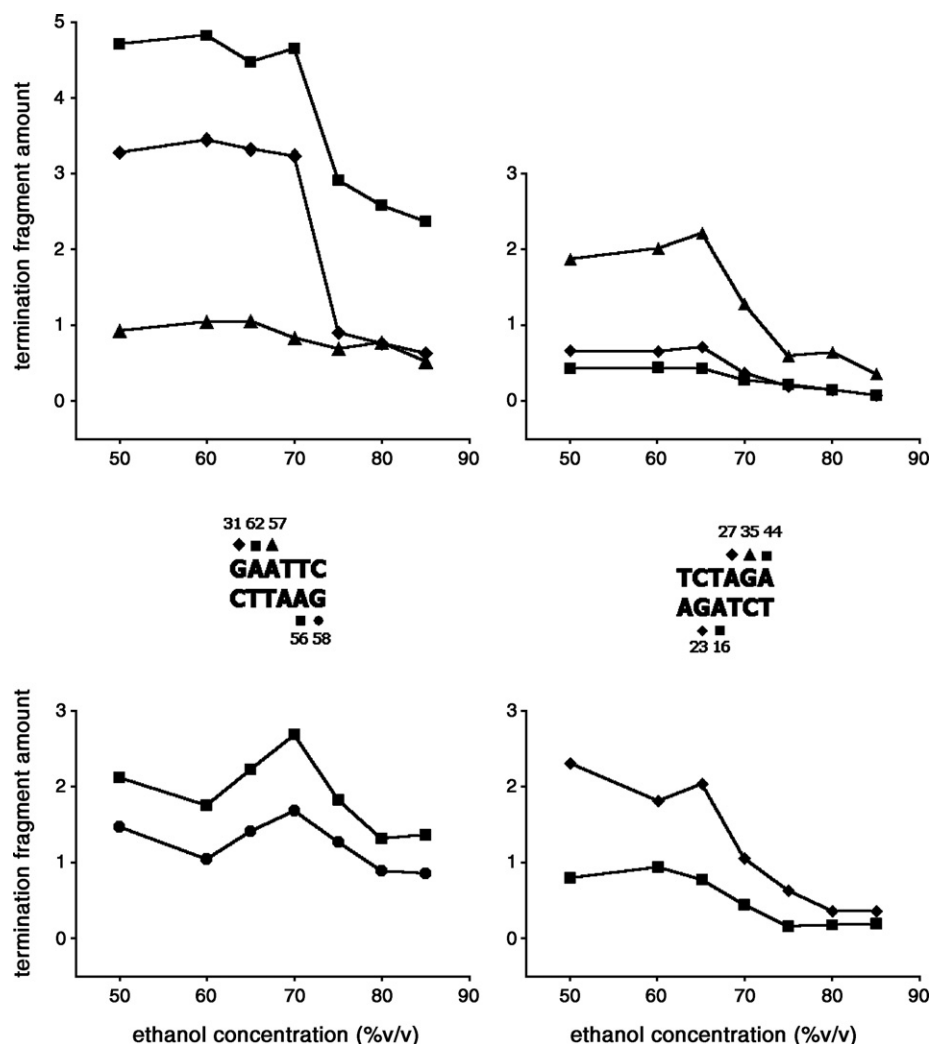 termination fragment amount
5
4
3
2
1
0
50 60 70 80 90
3
2
1
0
50 60 70 80 90
31 62 57
GAATTC
CTTAAG
56 58
27 35 44
TCTAGA
AGATCT
23 16
termination fragment amount
3
2
1
0
50 60 70 80 90
ethanol concentration (%v/v)
3
2
1
0
50 60 70 80 90
ethanol concentration (%v/v)